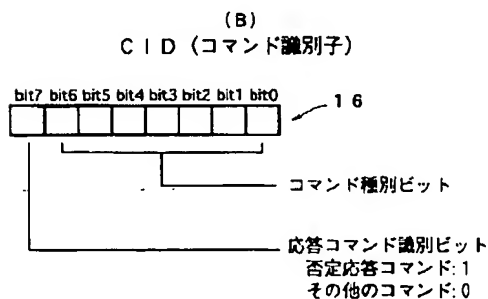 (B)
CID（コマンド識別子）
bit7 bit6 bit5 bit4 bit3 bit2 bit1 bit0
16
コマンド種別ビット
応答コマンド識別ビット
否定応答コマンド:1
その他のコマンド:0